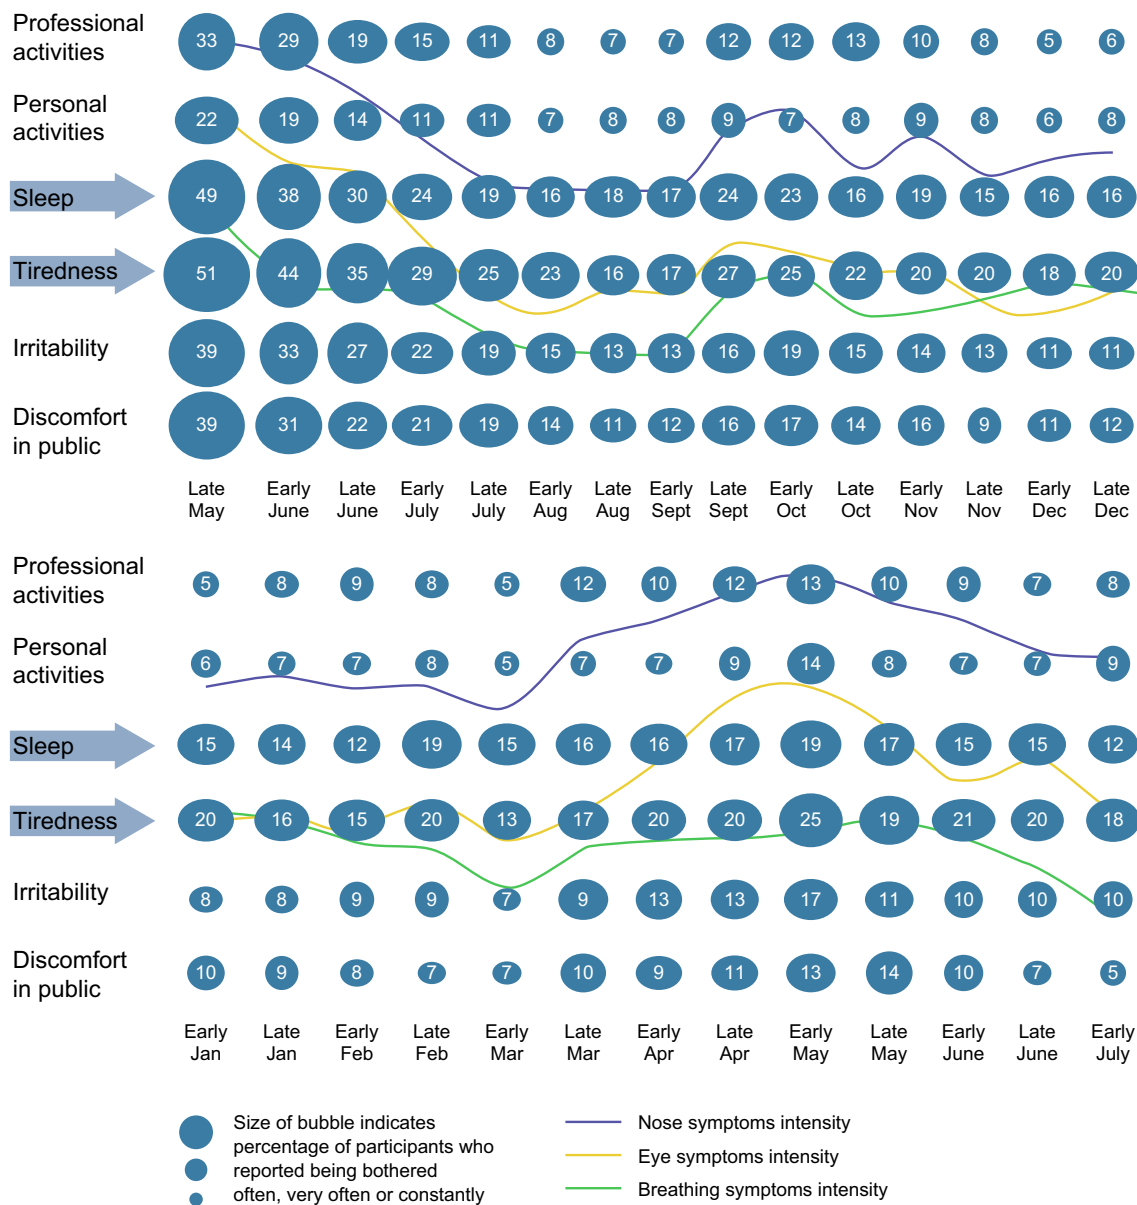 Professional
activities
33 29 19 15 11 8 7 7 12 12 13 10 8 5 6
Personal
activities
22 19 14 11 11 7 8 8 9 7 8 9 8 6 8
Sleep
49 38 30 24 19 16 18 17 24 23 16 19 15 16 16
Tiredness
51 44 35 29 25 23 16 17 27 25 22 20 20 18 20
Irritability
39 33 27 22 19 15 13 13 16 19 15 14 13 11 11
Discomfort
in public
39 31 22 21 19 14 11 12 16 17 14 16 9 11 12
Late Early Late Early Late Early Late Early Late Early Late Early Late Early Late
May June June July July Aug Aug Sept Sept Oct Oct Nov Nov Dec Dec
Professional
activities
5 8 9 8 5 12 10 12 13 10 9 7 8
Personal
activities
6 7 7 8 5 7 7 9 14 8 7 7 9
Sleep
15 14 12 19 15 16 16 17 19 17 15 15 12
Tiredness
20 16 15 20 13 17 20 20 25 19 21 20 18
Irritability
8 8 9 9 7 9 13 13 17 11 10 10 10
Discomfort
in public
10 9 8 7 7 10 9 11 13 14 10 7 5
Early Late Early Late Early Late Early Late Early Late Early Late Early
Jan Jan Feb Feb Mar Mar Apr Apr May May June June July
Size of bubble indicates
percentage of participants who
reported being bothered
often, very often or constantly
Nose symptoms intensity
Eye symptoms intensity
Breathing symptoms intensity